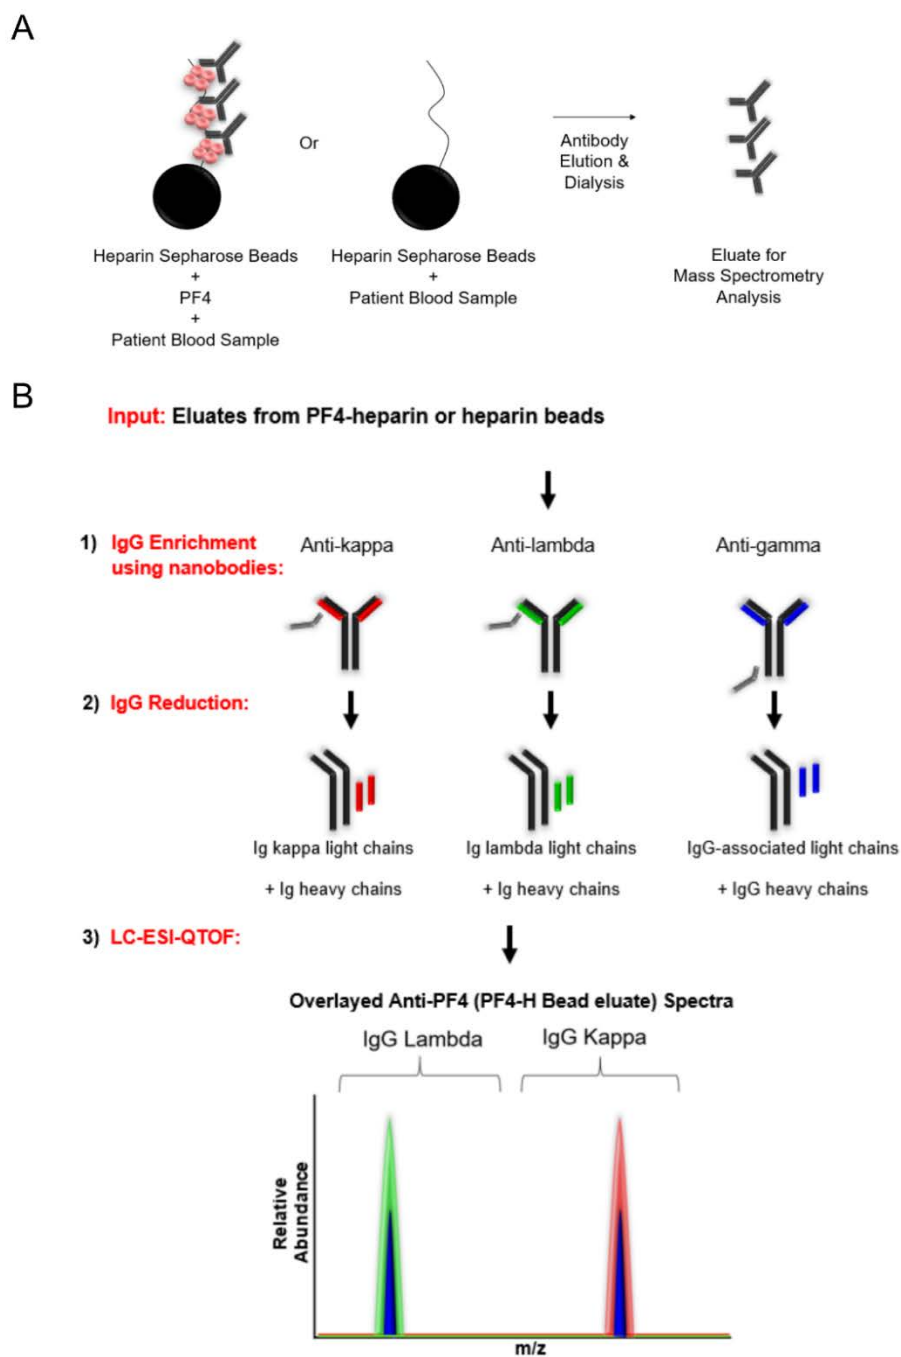 A
Or
Antibody
Elution &
Dialysis
Heparin Sepharose Beads
+
PF4
+
Patient Blood Sample
Heparin Sepharose Beads
+
Patient Blood Sample
Eluate for
Mass Spectrometry
Analysis
B
Input: Eluates from PF4-heparin or heparin beads
1) IgG Enrichment
using nanobodies:
Anti-kappa
Anti-lambda
Anti-gamma
2) IgG Reduction:
Ig kappa light chains
+ Ig heavy chains
Ig lambda light chains
+ Ig heavy chains
IgG-associated light chains
+ IgG heavy chains
3) LC-ESI-QTOF:
Overlayed Anti-PF4 (PF4-H Bead eluate) Spectra
IgG Lambda
IgG Kappa
Relative
Abundance
m/z